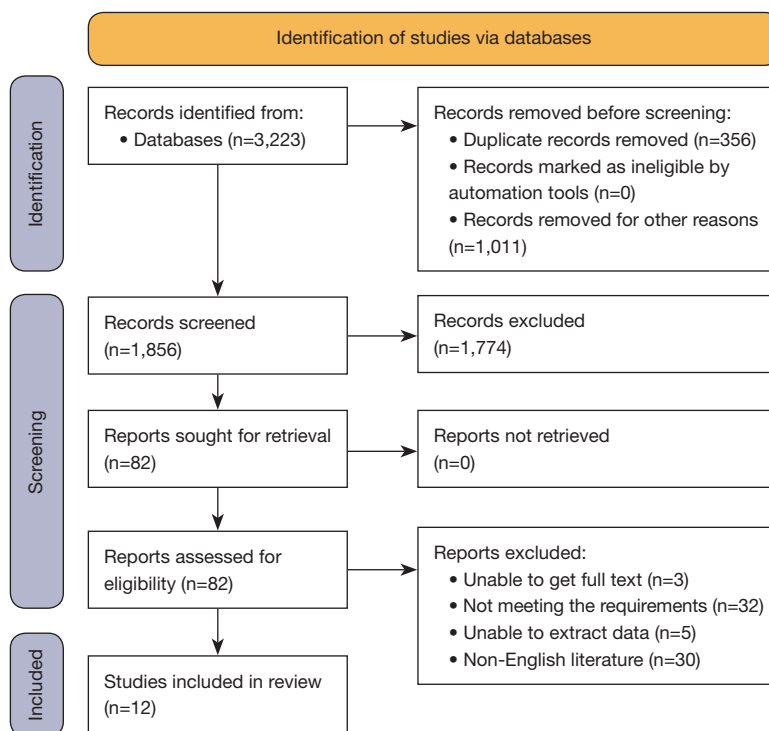 Identification of studies via databases
Identification
Records identified from:
• Databases (n=3,223)
Records removed before screening:
• Duplicate records removed (n=356)
• Records marked as ineligible by
automation tools (n=0)
• Records removed for other reasons
(n=1,011)
Screening
Records screened
(n=1,856)
Records excluded
(n=1,774)
Reports sought for retrieval
(n=82)
Reports not retrieved
(n=0)
Reports assessed for
eligibility (n=82)
Reports excluded:
• Unable to get full text (n=3)
• Not meeting the requirements (n=32)
• Unable to extract data (n=5)
• Non-English literature (n=30)
Included
Studies included in review
(n=12)